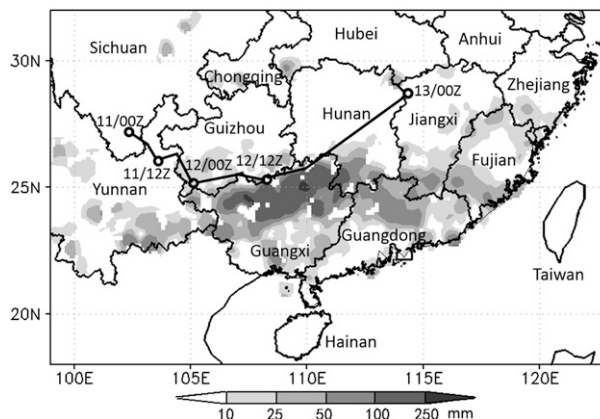 30N
25N
20N
Sichuan
Hubei
Anhui
Chongqing
Zhejiang
11/00Z
13/00Z
Hunan
Guizhou
Jiangxi
11/12Z
12/00Z
12/12Z
Fujian
Yunnan
Guangxi
Guangdong
Taiwan
Hainan
100E 105E 110E 115E 120E
10 25 50 100 250 mm